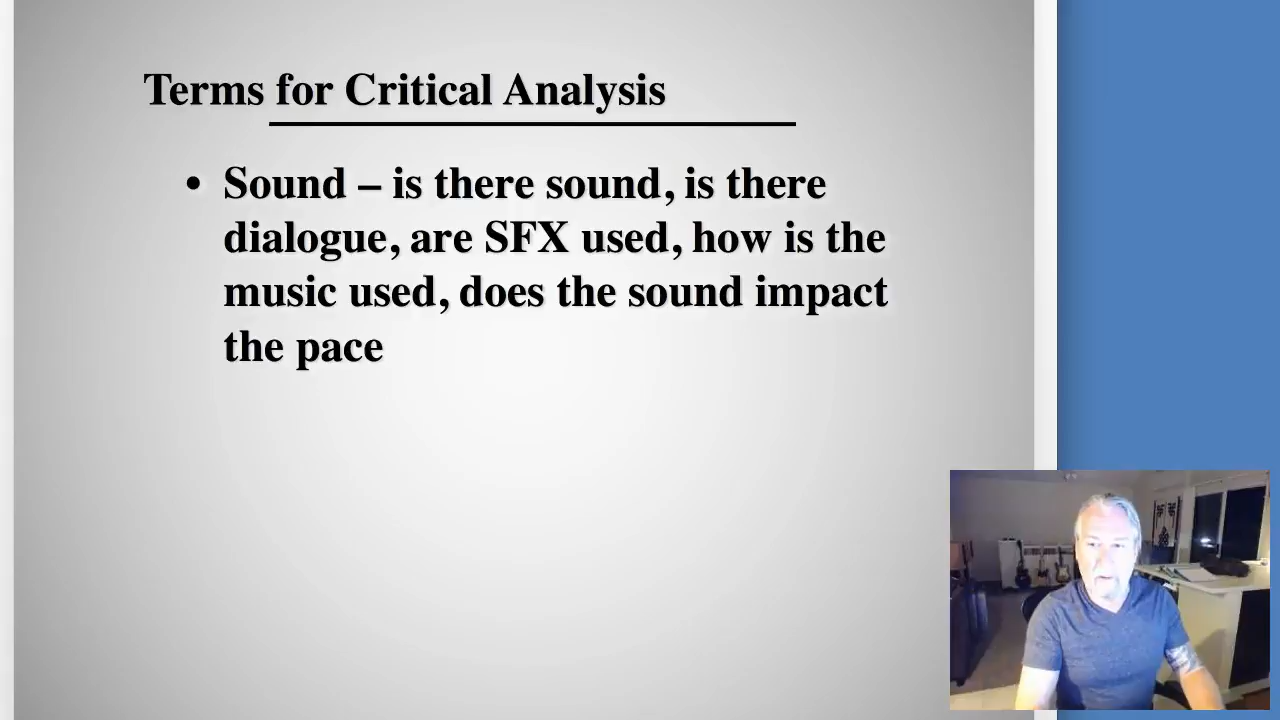 Terms for Critical Analysis
• Sound – is there sound, is there
dialogue, are SFX used, how is the
music used, does the sound impact
the pace